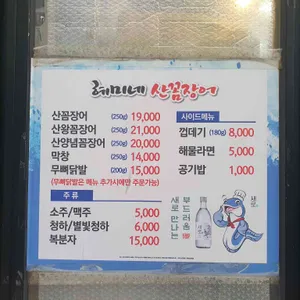 레미네 산꼼장어
산꼼장어 (250g) 19,000
산왕꼼장어 (250g) 21,000
산양념꼼장어 (250g) 20,000
막창 (250g) 14,000
무뼈닭발 (200g) 15,000
(무뼈닭발은 메뉴 추가시에만 주문가능)
주 류
소주/맥주 5,000
청하/별빛청하 6,000
복분자 15,000
사이드메뉴
껍데기 (180g) 8,000
해물라면 5,000
공기밥 1,000
부드러움
새로 만나는